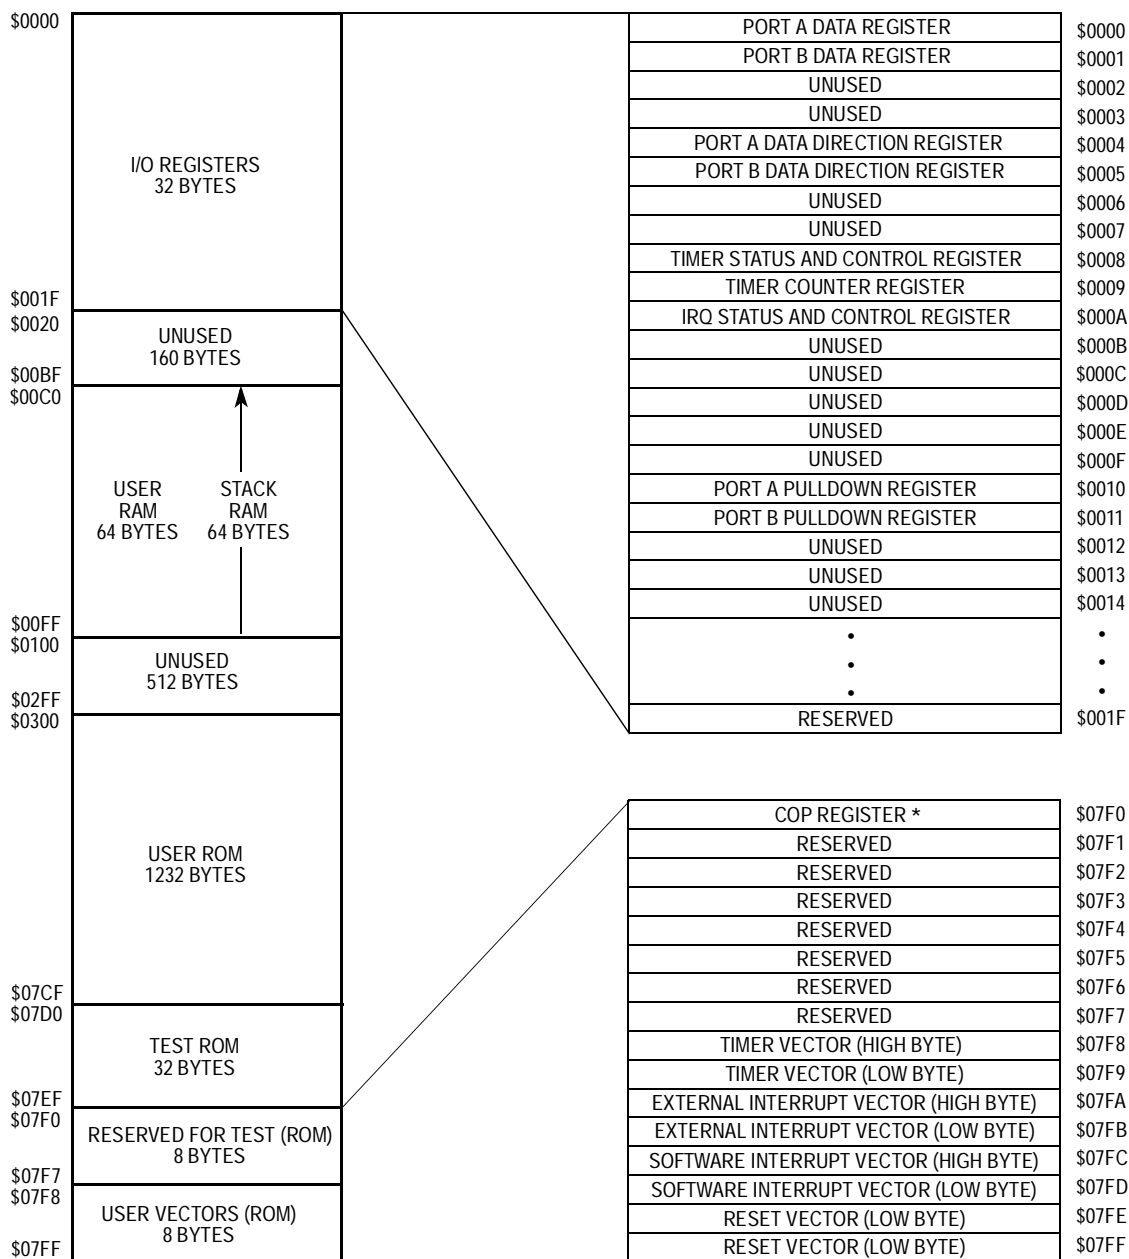 $0000
I/O REGISTERS
32 BYTES
$001F
$0020
UNUSED
160 BYTES
$00BF
$00C0
USER
RAM
64 BYTES
STACK
RAM
64 BYTES
$00FF
$0100
UNUSED
512 BYTES
$02FF
$0300
USER ROM
1232 BYTES
$07CF
$07D0
TEST ROM
32 BYTES
$07EF
$07F0
RESERVED FOR TEST (ROM)
8 BYTES
$07F7
$07F8
USER VECTORS (ROM)
8 BYTES
$07FF
PORT A DATA REGISTER $0000
PORT B DATA REGISTER $0001
UNUSED $0002
UNUSED $0003
PORT A DATA DIRECTION REGISTER $0004
PORT B DATA DIRECTION REGISTER $0005
UNUSED $0006
UNUSED $0007
TIMER STATUS AND CONTROL REGISTER $0008
TIMER COUNTER REGISTER $0009
IRQ STATUS AND CONTROL REGISTER $000A
UNUSED $000B
UNUSED $000C
UNUSED $000D
UNUSED $000E
UNUSED $000F
PORT A PULLDOWN REGISTER $0010
PORT B PULLDOWN REGISTER $0011
UNUSED $0012
UNUSED $0013
UNUSED $0014
• •
• •
• •
RESERVED $001F
COP REGISTER * $07F0
RESERVED $07F1
RESERVED $07F2
RESERVED $07F3
RESERVED $07F4
RESERVED $07F5
RESERVED $07F6
RESERVED $07F7
TIMER VECTOR (HIGH BYTE) $07F8
TIMER VECTOR (LOW BYTE) $07F9
EXTERNAL INTERRUPT VECTOR (HIGH BYTE) $07FA
EXTERNAL INTERRUPT VECTOR (LOW BYTE) $07FB
SOFTWARE INTERRUPT VECTOR (HIGH BYTE) $07FC
SOFTWARE INTERRUPT VECTOR (LOW BYTE) $07FD
RESET VECTOR (LOW BYTE) $07FE
RESET VECTOR (LOW BYTE) $07FF